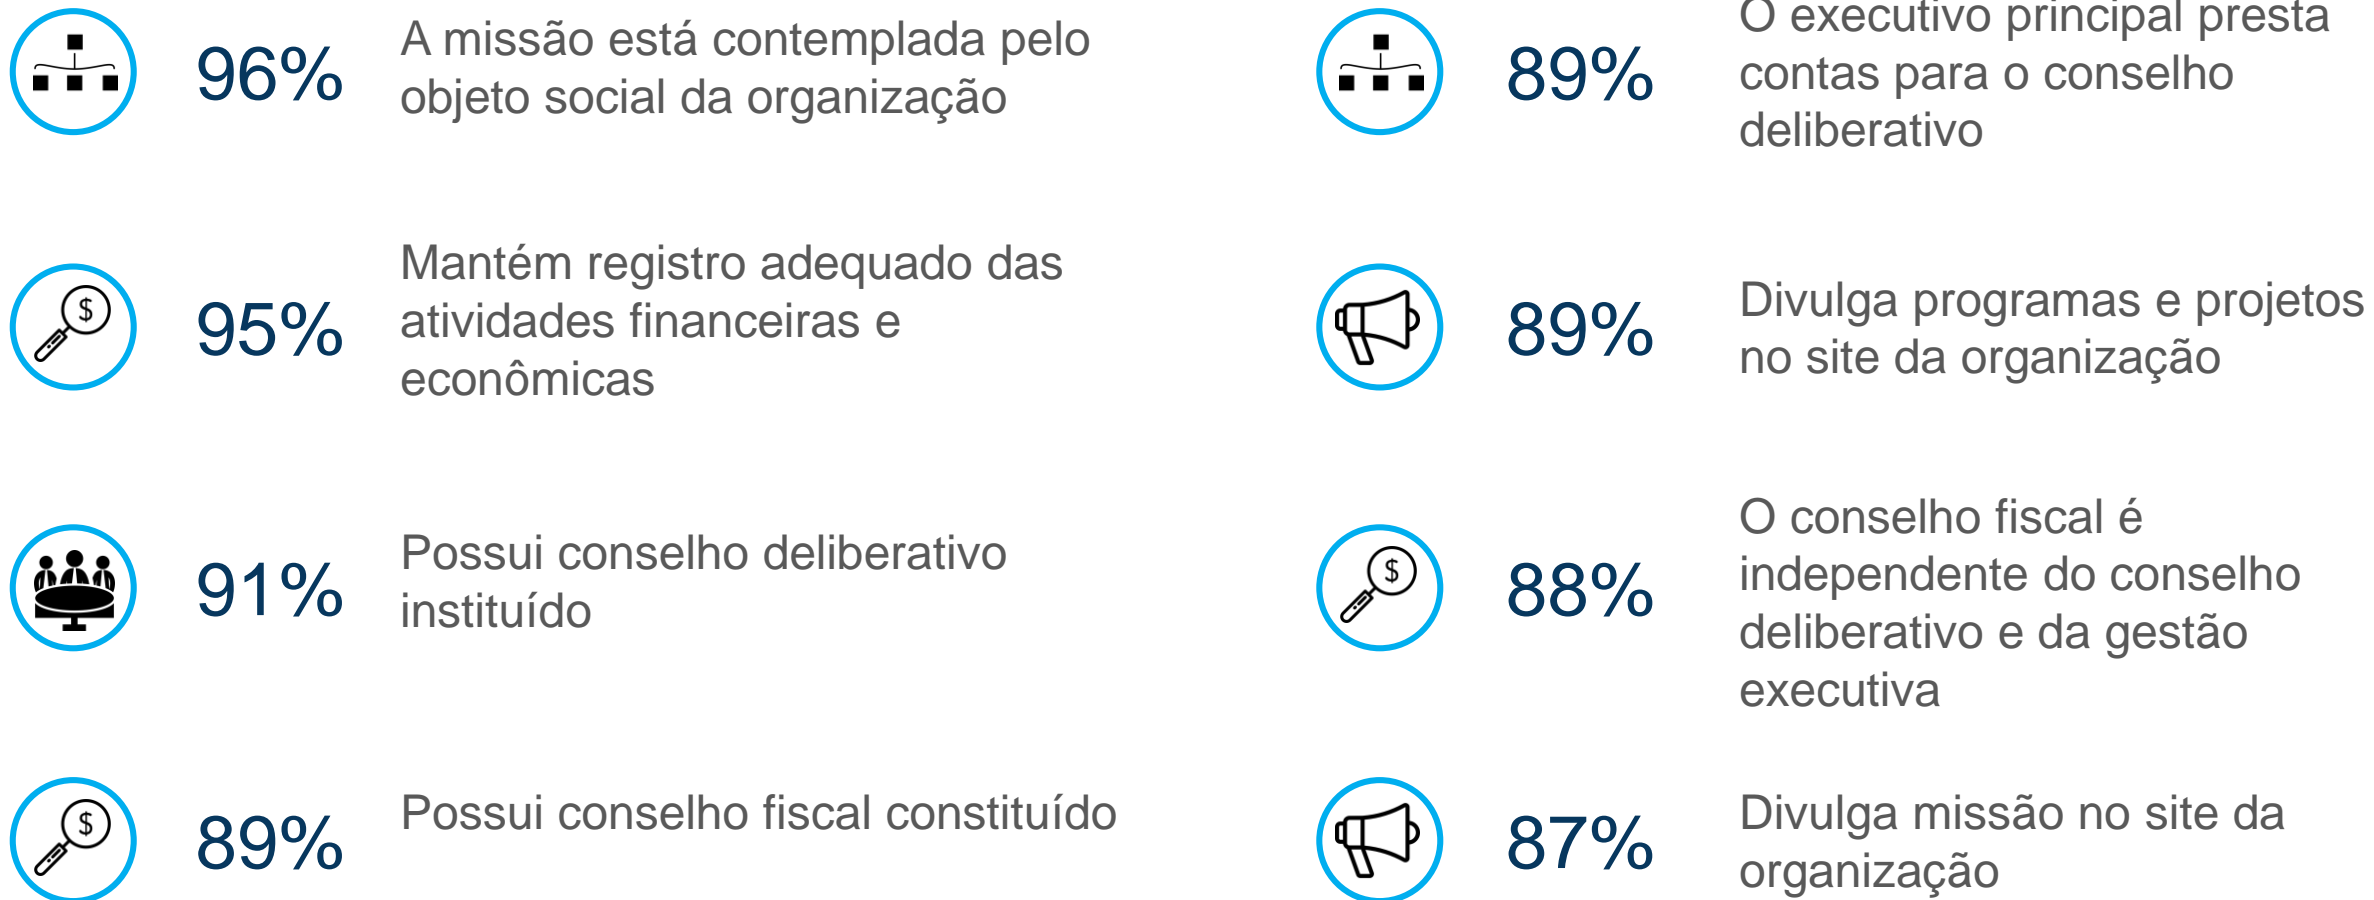 96%
A missão está contemplada pelo
objeto social da organização
95%
Mantém registro adequado das
atividades financeiras e
econômicas
$
91%
Possui conselho deliberativo
instituído
89%
Possui conselho fiscal constituído
$
89%
O executivo principal presta
contas para o conselho
deliberativo
89%
Divulga programas e projetos
no site da organização
88%
O conselho fiscal é
independente do conselho
deliberativo e da gestão
executiva
$
87%
Divulga missão no site da
organização